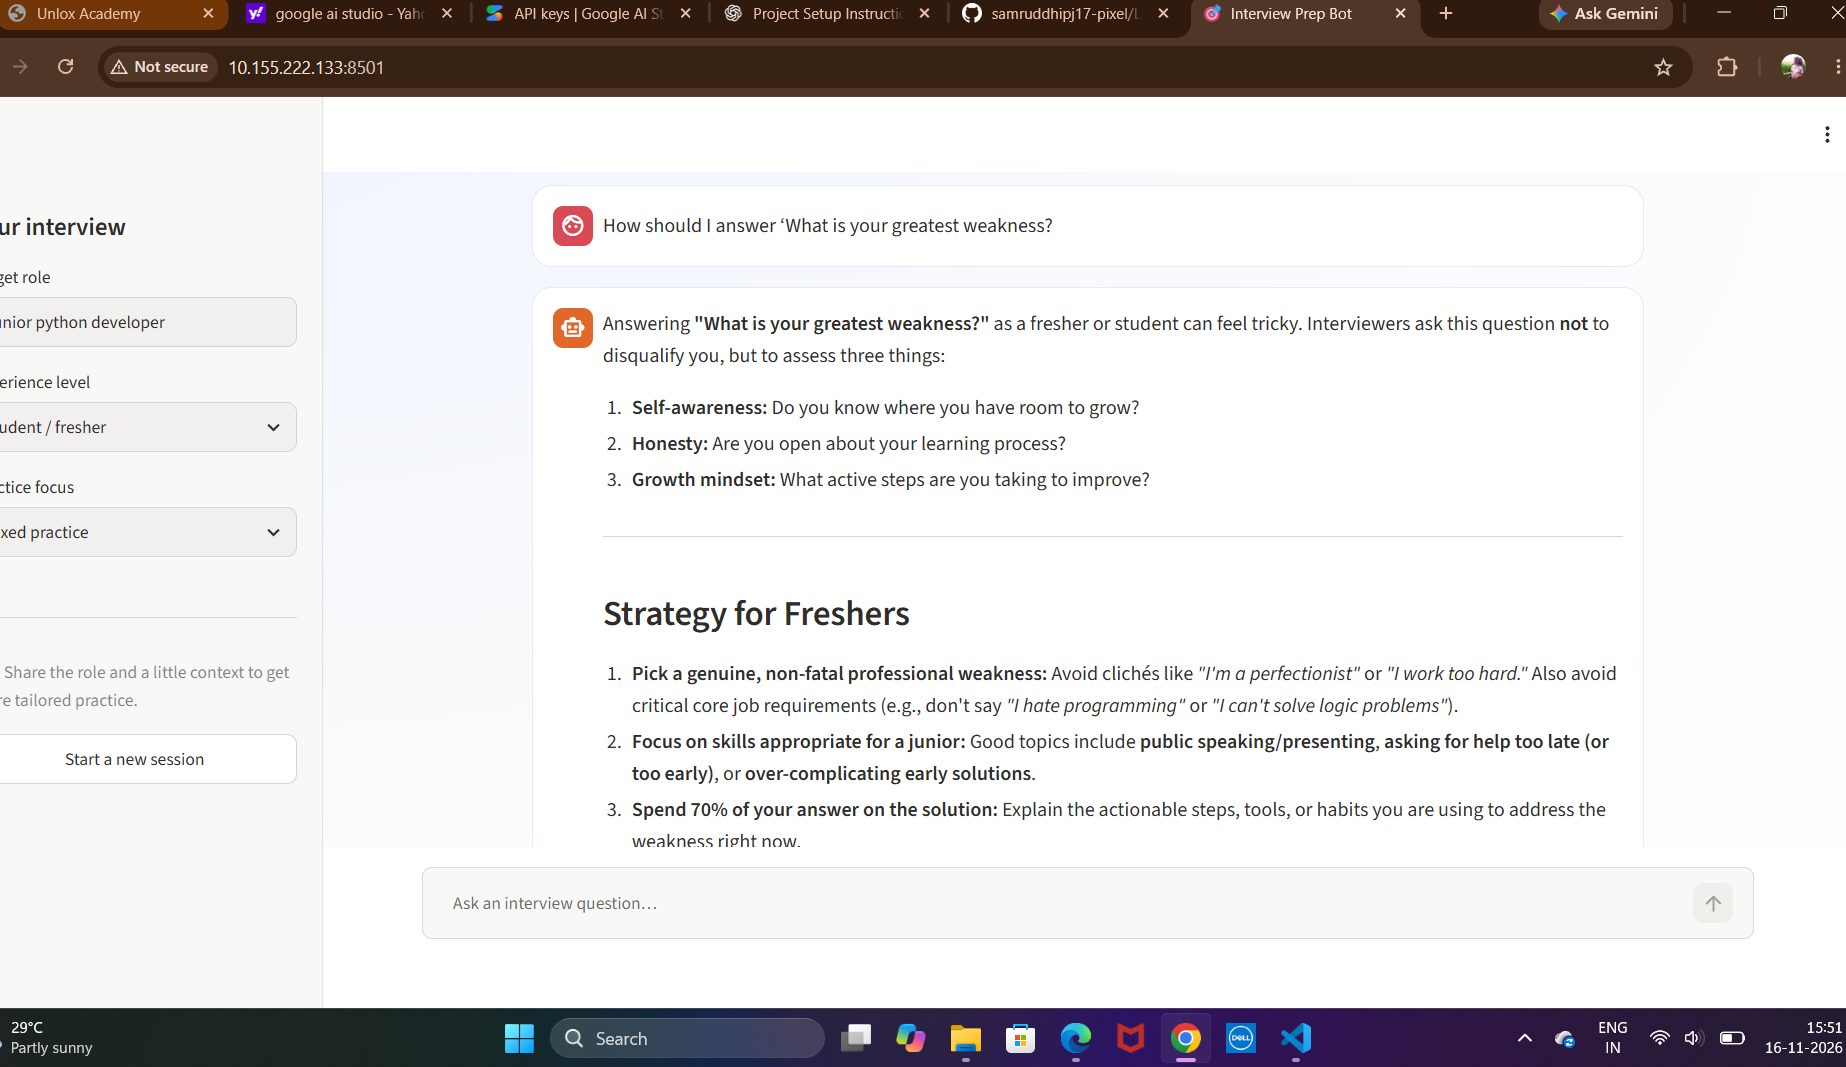 Unlox Academy
google ai studio - Yaho
API keys | Google AI St
Project Setup Instructic
samruddhipj17-pixel/L
Interview Prep Bot
Ask Gemini
Not secure
10.155.222.133:8501
ur interview
get role
unior python developer
erience level
udent / fresher
ctice focus
xed practice
Share the role and a little context to get
re tailored practice.
Start a new session
How should I answer ‘What is your greatest weakness?
Answering "What is your greatest weakness?" as a fresher or student can feel tricky. Interviewers ask this question not to
disqualify you, but to assess three things:
1. Self-awareness: Do you know where you have room to grow?
2. Honesty: Are you open about your learning process?
3. Growth mindset: What active steps are you taking to improve?
Strategy for Freshers
1. Pick a genuine, non-fatal professional weakness: Avoid clichés like "I'm a perfectionist" or "I work too hard." Also avoid
critical core job requirements (e.g., don't say "I hate programming" or "I can't solve logic problems").
2. Focus on skills appropriate for a junior: Good topics include public speaking/presenting, asking for help too late (or
too early), or over-complicating early solutions.
3. Spend 70% of your answer on the solution: Explain the actionable steps, tools, or habits you are using to address the
weakness right now.
Ask an interview question…
29°C
Partly sunny
Search
DELL
ENG
IN
15:51
16-11-2026